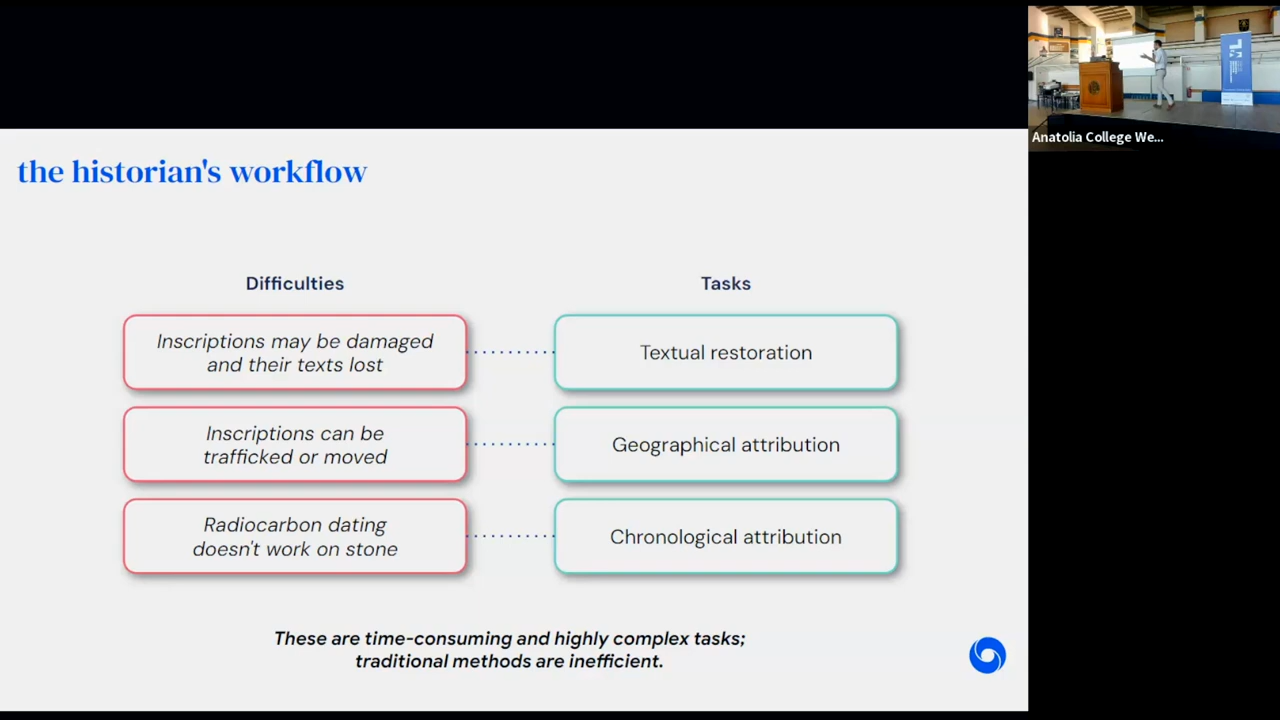 the historian's workflow
Difficulties
Tasks
Inscriptions may be damaged
and their texts lost
Textual restoration
Inscriptions can be
trafficked or moved
Geographical attribution
Radiocarbon dating
doesn't work on stone
Chronological attribution
These are time-consuming and highly complex tasks;
traditional methods are inefficient.
Anatolia College We...